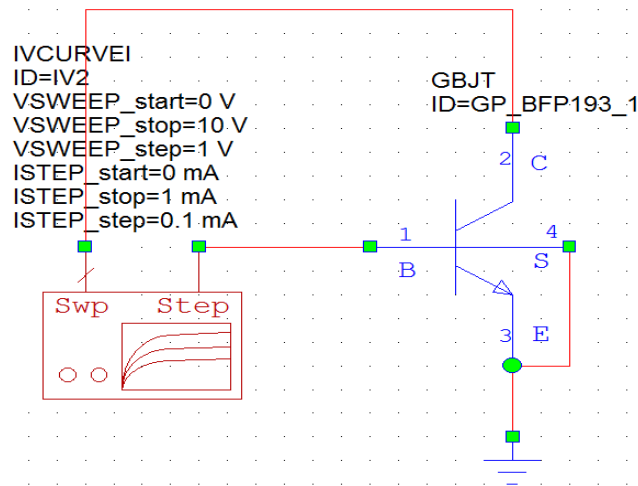 IVCURVEI
ID=IV2
VSWEEP_start=0 V
VSWEEP_stop=10 V
VSWEEP_step=1 V
ISTEP_start=0 mA
ISTEP_stop=1 mA
ISTEP_step=0.1 mA
GBJT
ID=GP_BFP193_1
2 C
1
B
4
S
3 E
Swp Step